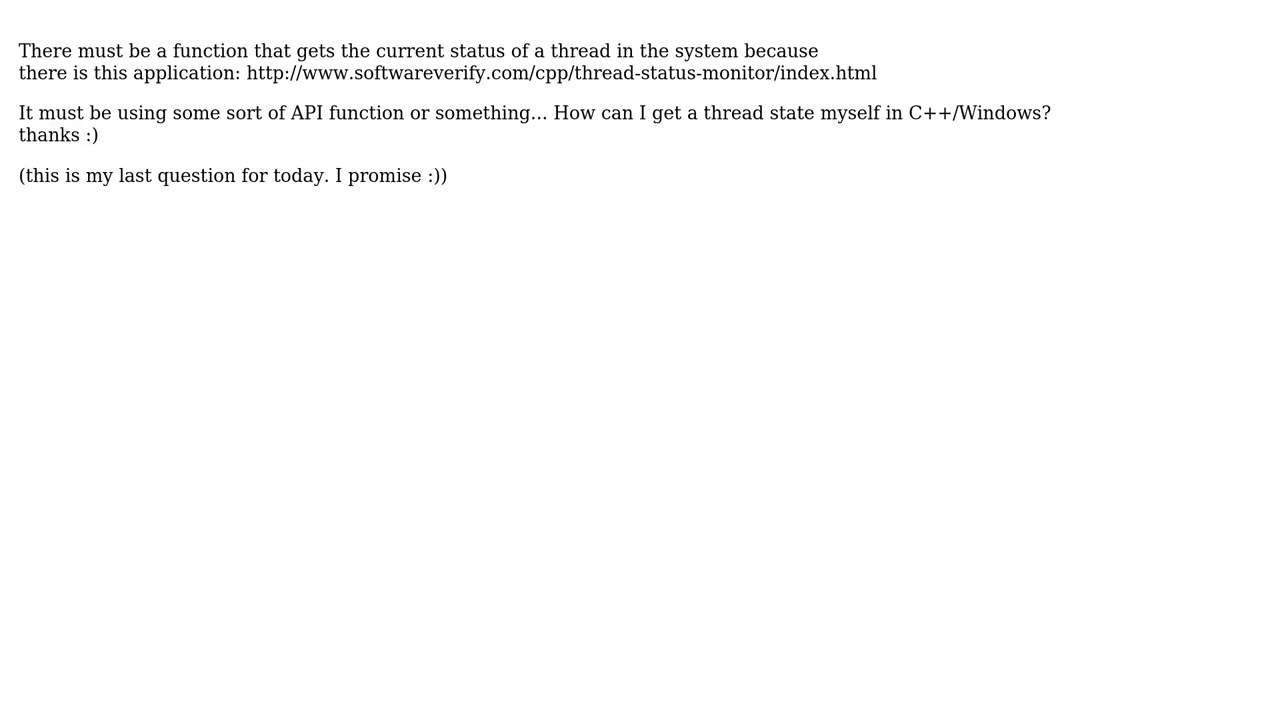 There must be a function that gets the current status of a thread in the system because
there is this application: http://www.softwareverify.com/cpp/thread-status-monitor/index.html
It must be using some sort of API function or something... How can I get a thread state myself in C++/Windows?
thanks :)
(this is my last question for today. I promise :))